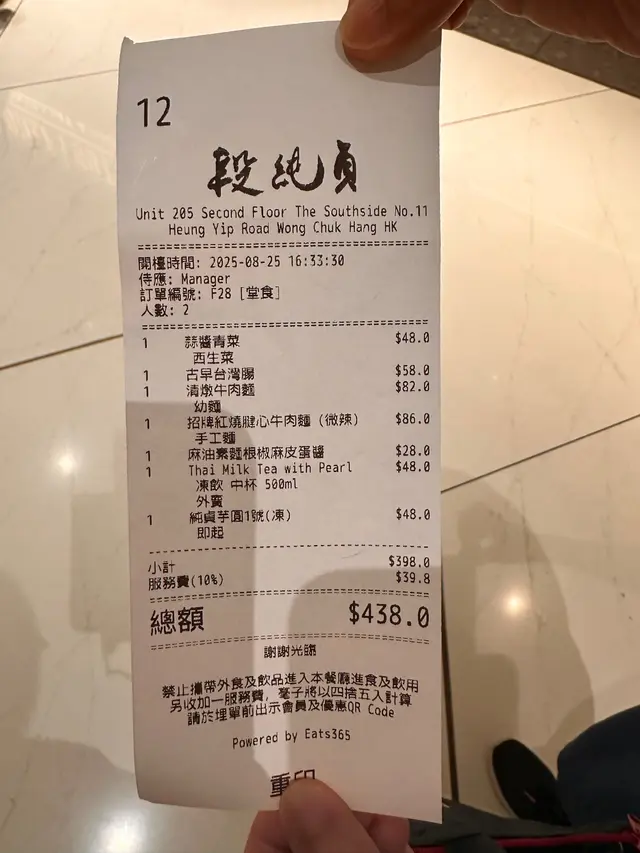 12
段純貞
Unit 205 Second Floor The Southside No.11
Heung Yip Road Wong Chuk Hang HK
開檯時間: 2025-08-25 16:33:30
侍應: Manager
訂單編號: F28 [堂食]
人數: 2
1 蒜醬青菜 $48.0
西生菜
1 古早台灣腸 $58.0
1 清燉牛肉麵 $82.0
幼麵
1 招牌紅燒腱心牛肉麵 (微辣) $86.0
手工麵
1 麻油素麵根椒麻皮蛋醬 $28.0
1 Thai Milk Tea with Pearl $48.0
凍飲 中杯 500ml
外賣
1 純貞芋圓1號(凍) $48.0
即起
小計 $398.0
服務費(10%) $39.8
總額 $438.0
謝謝光臨
禁止攜帶外食及飲品進入本餐廳進食及飲用
另收加一服務費, 毫子將以四捨五入計算
請於埋單前出示會員及優惠QR Code
Powered by Eats365
重印